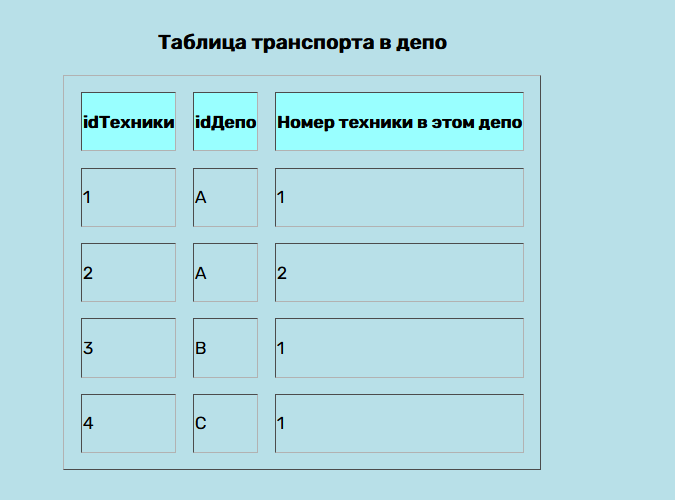 Таблица транспорта в депо
idТехники idДепо Номер техники в этом депо
1 A 1
2 A 2
3 B 1
4 C 1